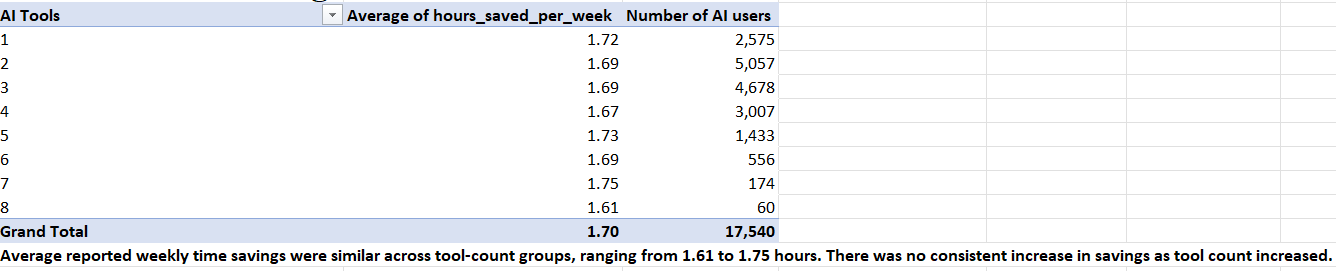 AI Tools Average of hours_saved_per_week Number of AI users
1 1.72 2,575
2 1.69 5,057
3 1.69 4,678
4 1.67 3,007
5 1.73 1,433
6 1.69 556
7 1.75 174
8 1.61 60
Grand Total 1.70 17,540
Average reported weekly time savings were similar across tool-count groups, ranging from 1.61 to 1.75 hours. There was no consistent increase in savings as tool count increased.